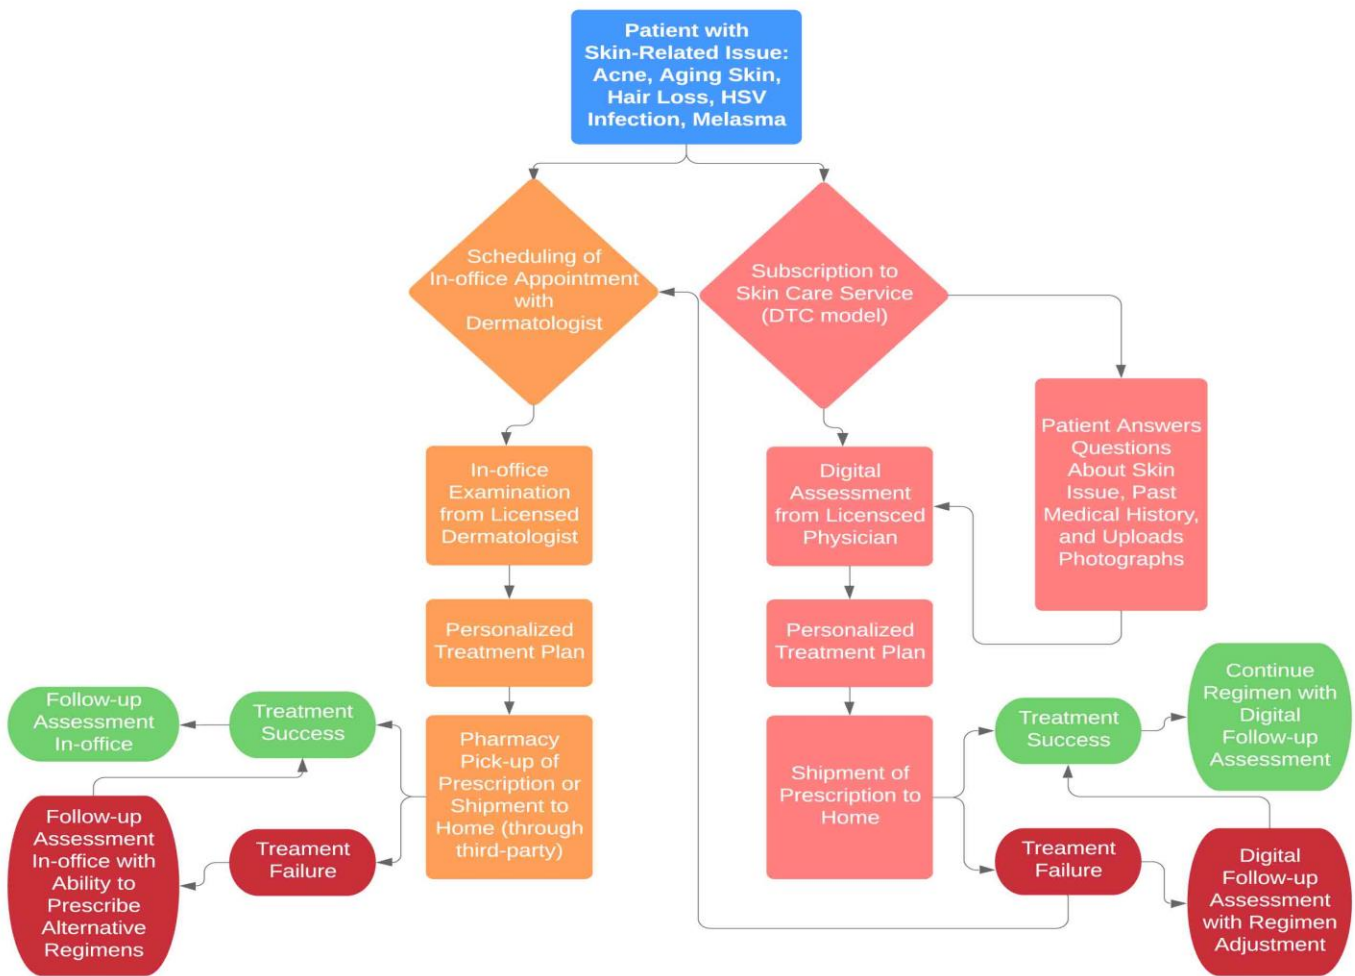 Patient with
Skin-Related Issue:
Acne, Aging Skin,
Hair Loss, HSV
Infection, Melasma
Scheduling of
In-office Appointment
with
Dermatologist
Subscription to
Skin Care Service
(DTC model)
In-office
Examination
from Licensed
Dermatologist
Digital
Assessment
from Licensced
Physician
Patient Answers
Questions
About Skin
Issue, Past
Medical History,
and Uploads
Photographs
Personalized
Treatment Plan
Personalized
Treatment Plan
Follow-up
Assessment
In-office
Treatment
Success
Pharmacy
Pick-up of
Prescription or
Shipment to
Home (through
third-party)
Shipment of
Prescription to
Home
Treatment
Success
Continue
Regimen with
Digital
Follow-up
Assessment
Follow-up
Assessment
In-office with
Ability to
Prescribe
Alternative
Regimens
Treament
Failure
Treament
Failure
Digital
Follow-up
Assessment
with Regimen
Adjustment